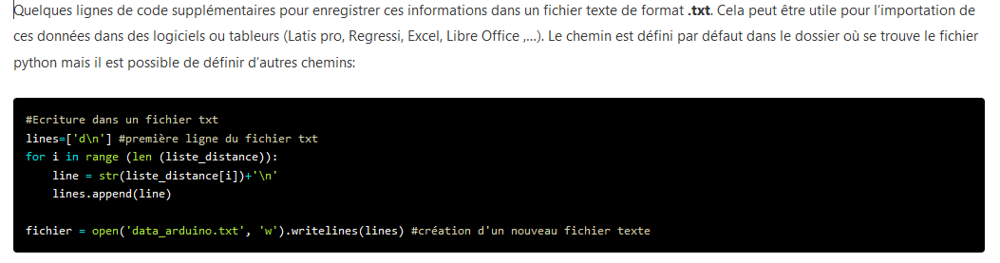 Quelques lignes de code supplémentaires pour enregistrer ces informations dans un fichier texte de format .txt. Cela peut être utile pour l'importation de
ces données dans des logiciels ou tableurs (Latis pro, Regressi, Excel, Libre Office ,...). Le chemin est défini par défaut dans le dossier où se trouve le fichier
python mais il est possible de définir d'autres chemins:
#Ecriture dans un fichier txt
lines=['d\n'] #première ligne du fichier txt
for i in range (len (liste_distance)):
    line = str(liste_distance[i])+'\n'
    lines.append(line)
fichier = open('data_arduino.txt', 'w').writelines(lines) #création d'un nouveau fichier texte